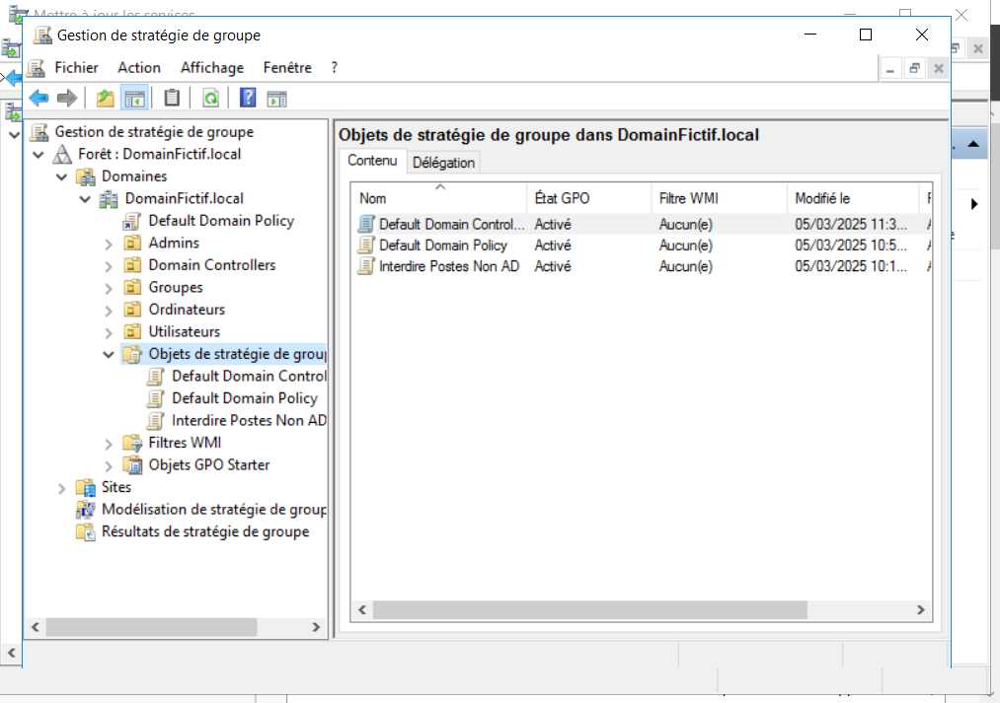 Mettre à jour les services
Gestion de stratégie de groupe
Fichier Action Affichage Fenêtre ?
Gestion de stratégie de groupe
Forêt : DomainFictif.local
Domaines
DomainFictif.local
Default Domain Policy
Admins
Domain Controllers
Groupes
Ordinateurs
Utilisateurs
Objets de stratégie de group
Default Domain Control
Default Domain Policy
Interdire Postes Non AD
Filtres WMI
Objets GPO Starter
Sites
Modélisation de stratégie de group
Résultats de stratégie de groupe
Objets de stratégie de groupe dans DomainFictif.local
Contenu Délégation
Nom État GPO Filtre WMI Modifié le
Default Domain Control... Activé Aucun(e) 05/03/2025 11:3...
Default Domain Policy Activé Aucun(e) 05/03/2025 10:5...
Interdire Postes Non AD Activé Aucun(e) 05/03/2025 10:1...